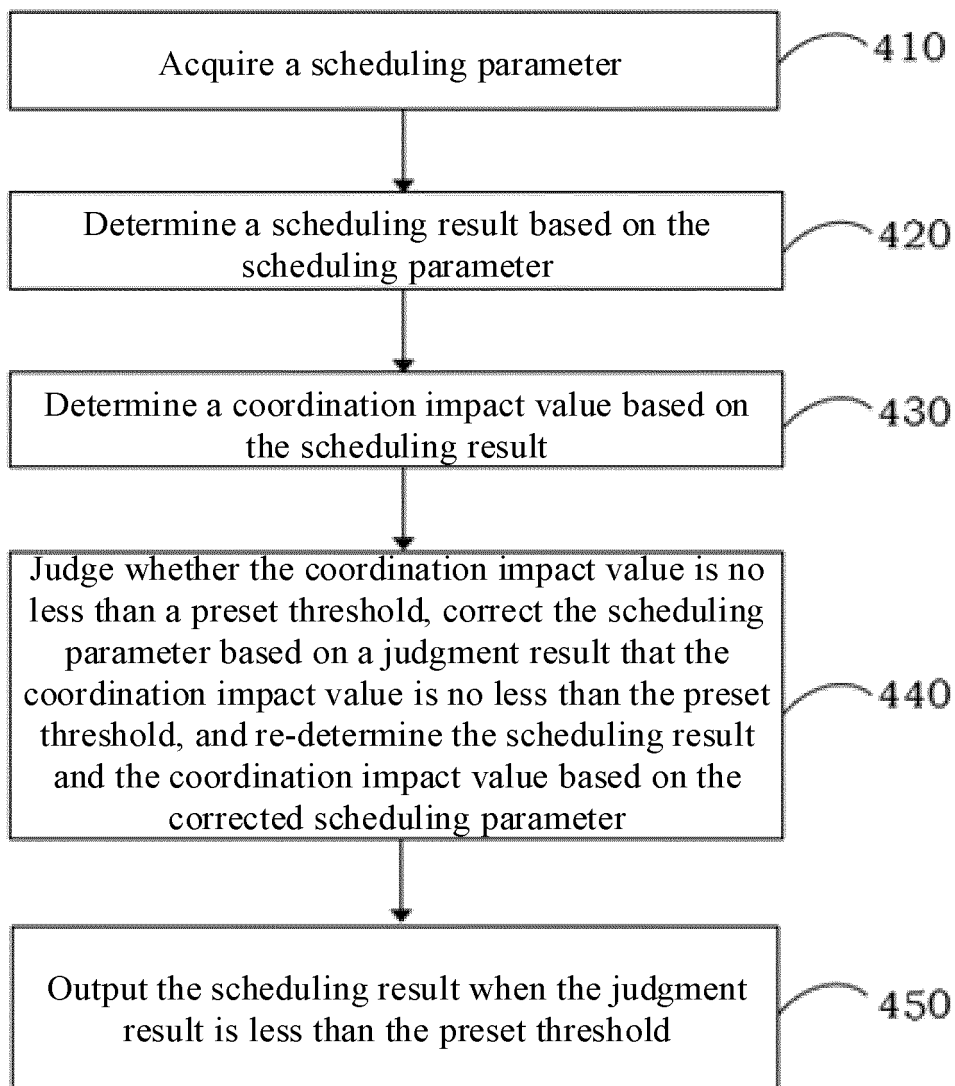 Acquire a scheduling parameter
410
Determine a scheduling result based on the
scheduling parameter
420
Determine a coordination impact value based on
the scheduling result
430
Judge whether the coordination impact value is no
less than a preset threshold, correct the scheduling
parameter based on a judgment result that the
coordination impact value is no less than the preset
threshold, and re-determine the scheduling result
and the coordination impact value based on the
corrected scheduling parameter
440
Output the scheduling result when the judgment
result is less than the preset threshold
450